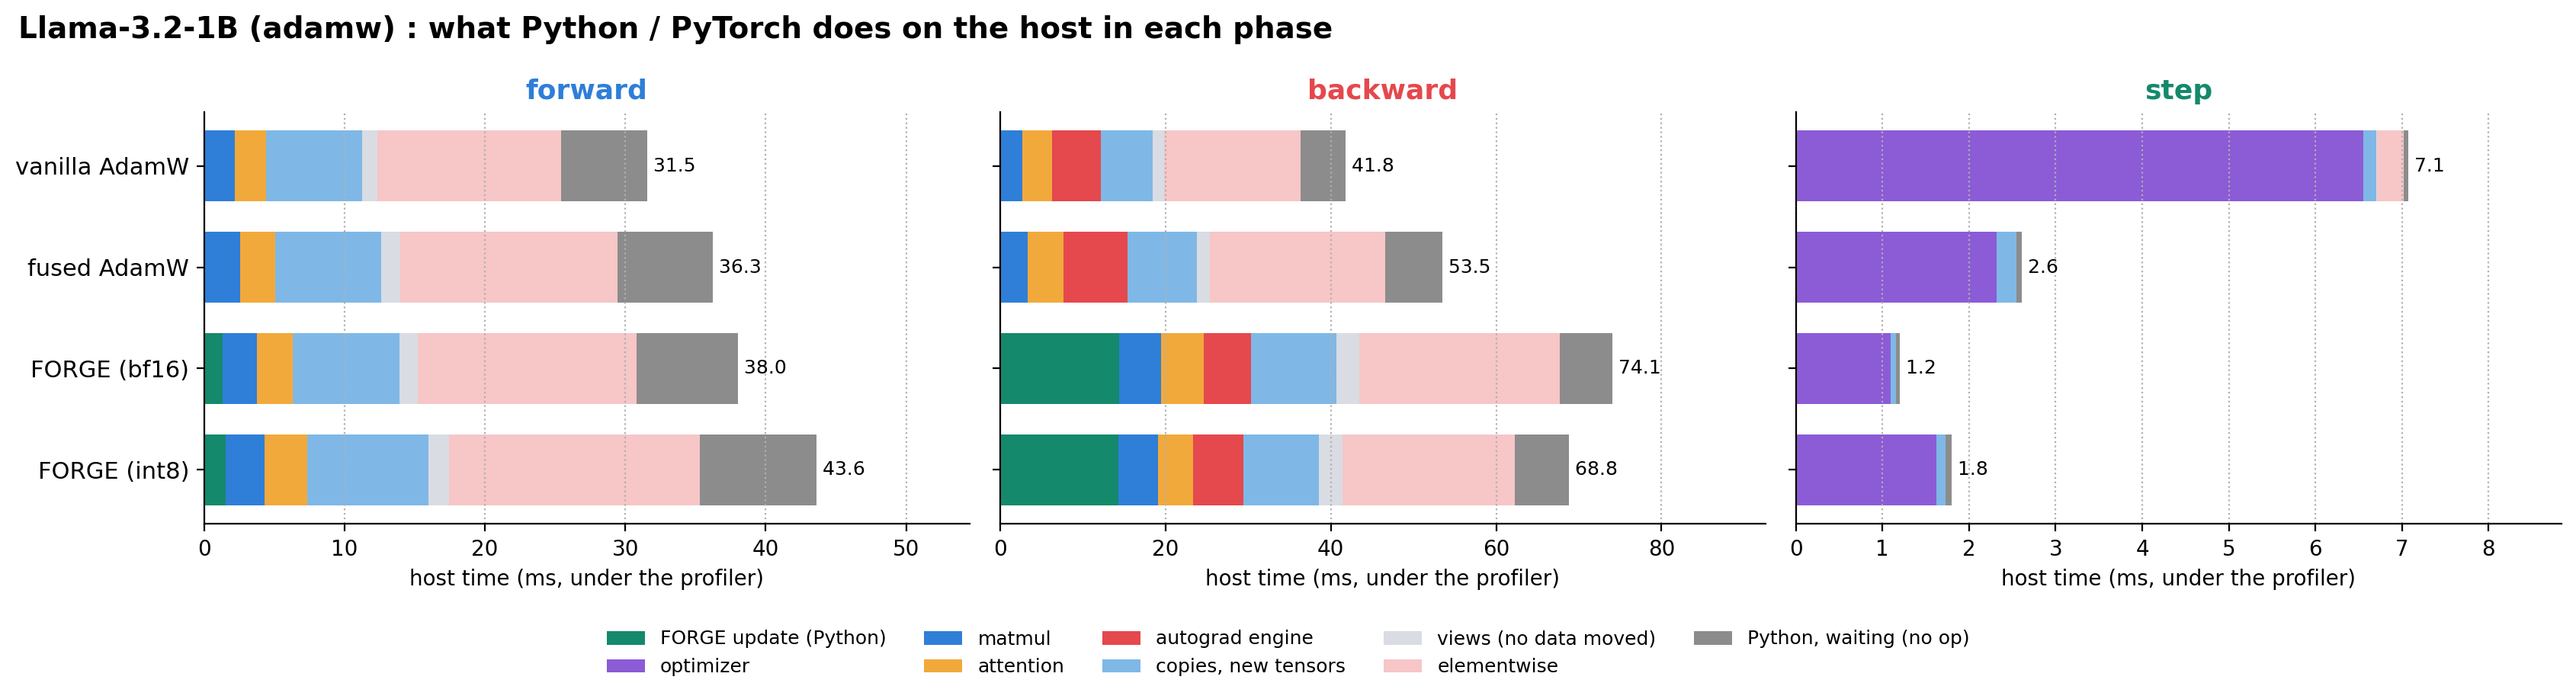 Llama-3.2-1B (adamw) : what Python / PyTorch does on the host in each phase
forward
backward
step
vanilla AdamW
31.5
41.8
7.1
fused AdamW
36.3
53.5
2.6
FORGE (bf16)
38.0
74.1
1.2
FORGE (int8)
43.6
68.8
1.8
0 10 20 30 40 50
0 20 40 60 80
0 1 2 3 4 5 6 7 8
host time (ms, under the profiler)
host time (ms, under the profiler)
host time (ms, under the profiler)
FORGE update (Python)
optimizer
matmul
attention
autograd engine
copies, new tensors
views (no data moved)
elementwise
Python, waiting (no op)